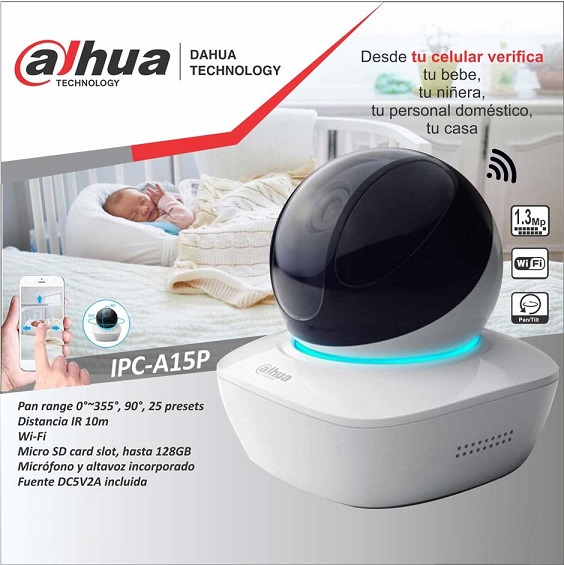 alhua
TECHNOLOGY
DAHUA
TECHNOLOGY
Desde tu celular verifica
tu bebe,
tu niñera,
tu personal doméstico,
tu casa
1.3Mp
WiFi
Pan/Tilt
IPC-A15P
alhua
Pan range 0°~355°, 90°, 25 presets
Distancia IR 10m
Wi-Fi
Micro SD card slot, hasta 128GB
Micrófono y altavoz incorporado
Fuente DC5V2A incluida